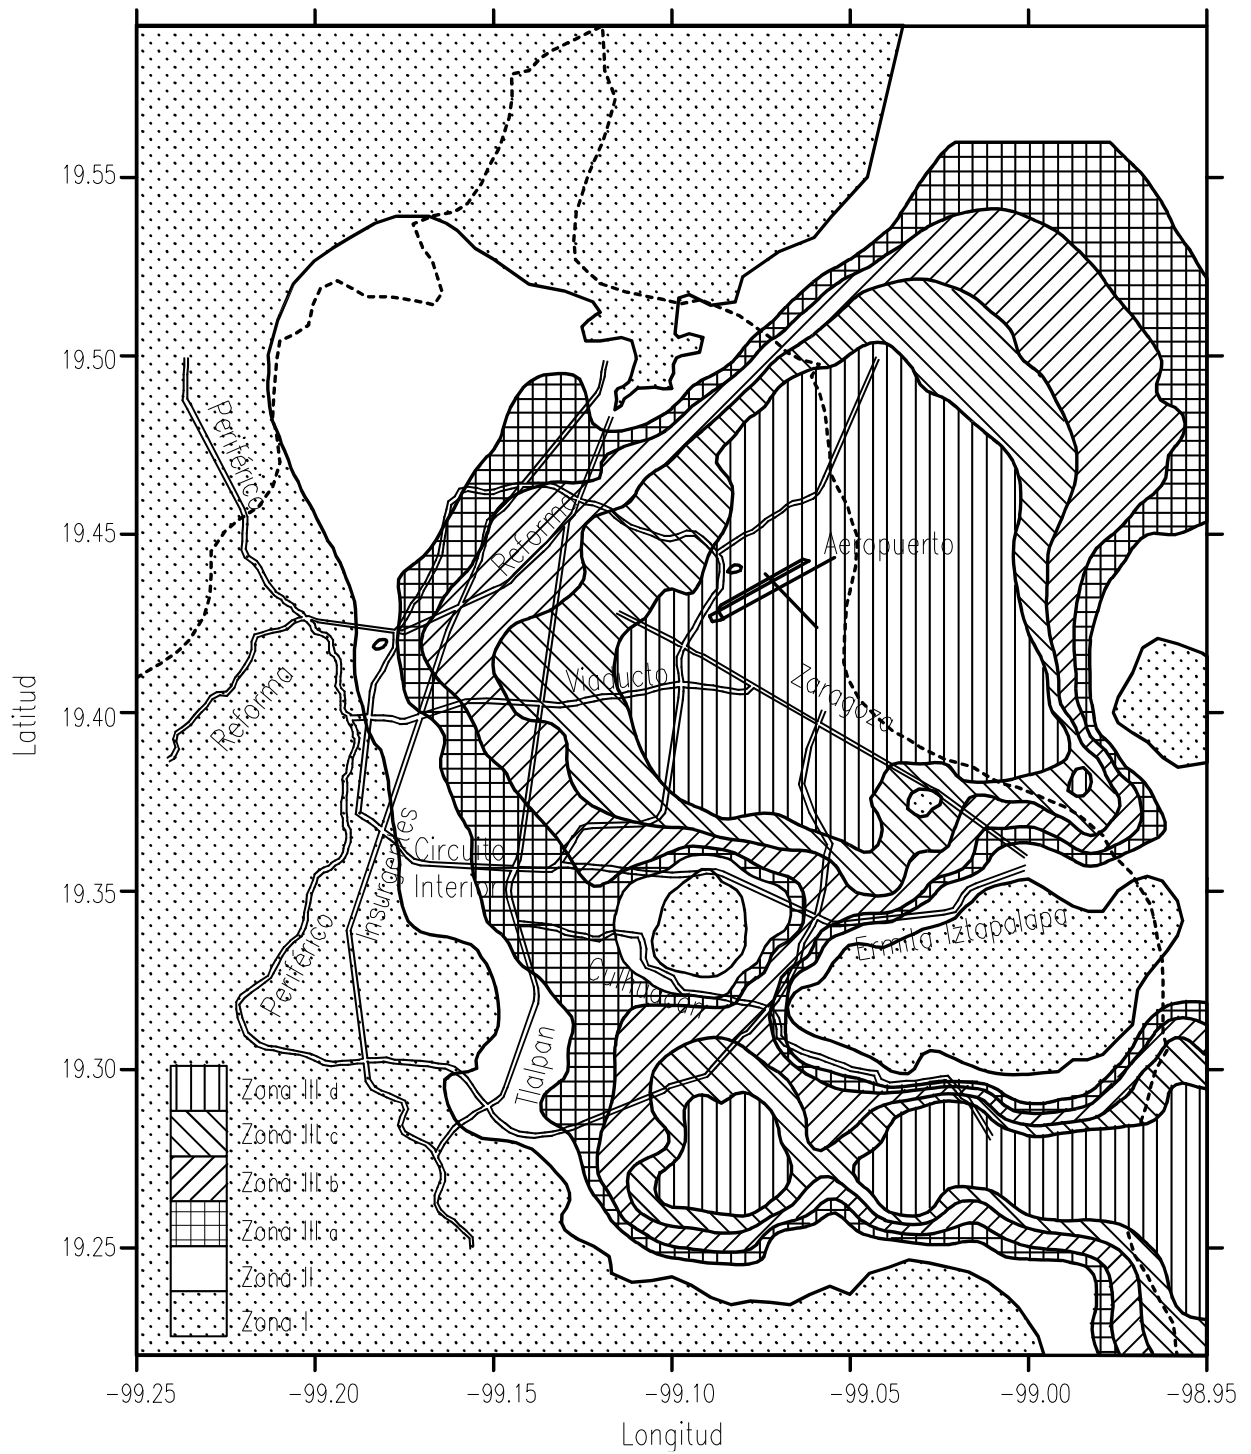 19.55
19.50
19.45
19.40
19.35
19.30
19.25
Latitud
Periférico
Reforma
Aeropuerto
Reforma
Viaducto
Zaragoza
Insurgentes
Circuito
Interior
Ermita Iztapalapa
Periférico
Culhuacán
Tlalpan
Zona III d
Zona III c
Zona III b
Zona III a
Zona II
Zona I
-99.25
-99.20
-99.15
-99.10
-99.05
-99.00
-98.95
Longitud